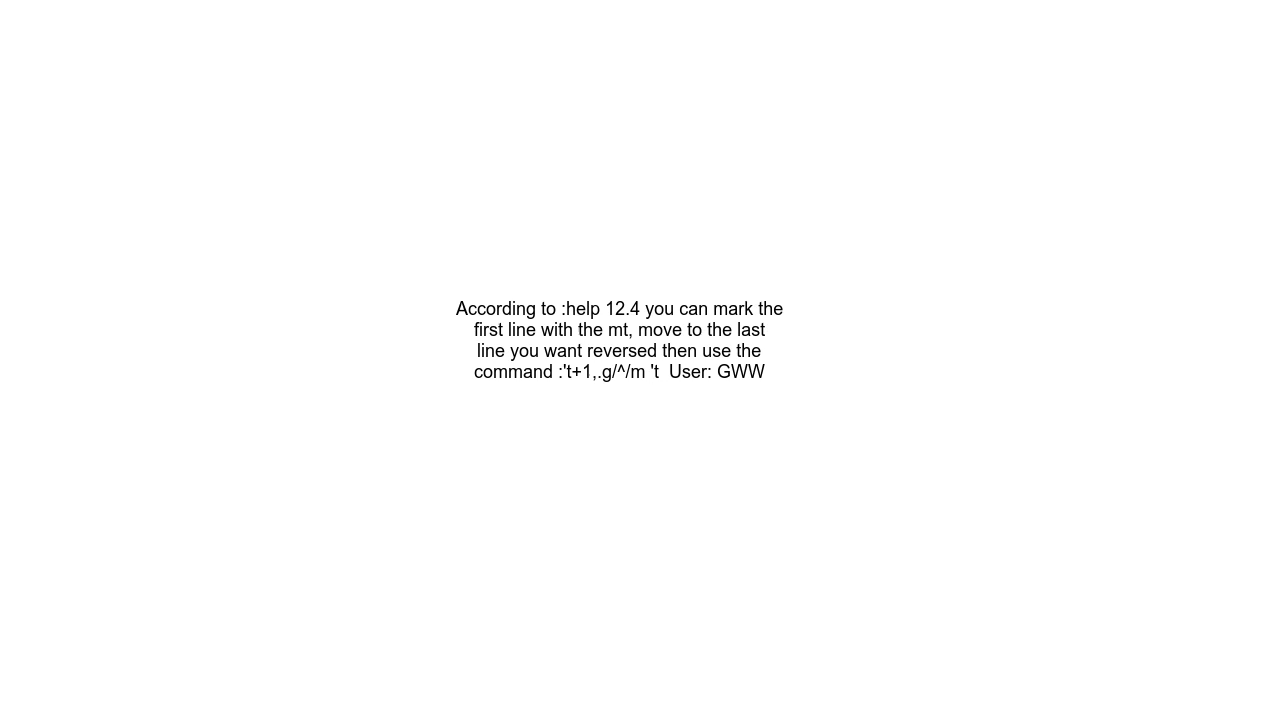 According to :help 12.4 you can mark the
first line with the mt, move to the last
line you want reversed then use the
command :'t+1,.g/^/m 't  User: GWW